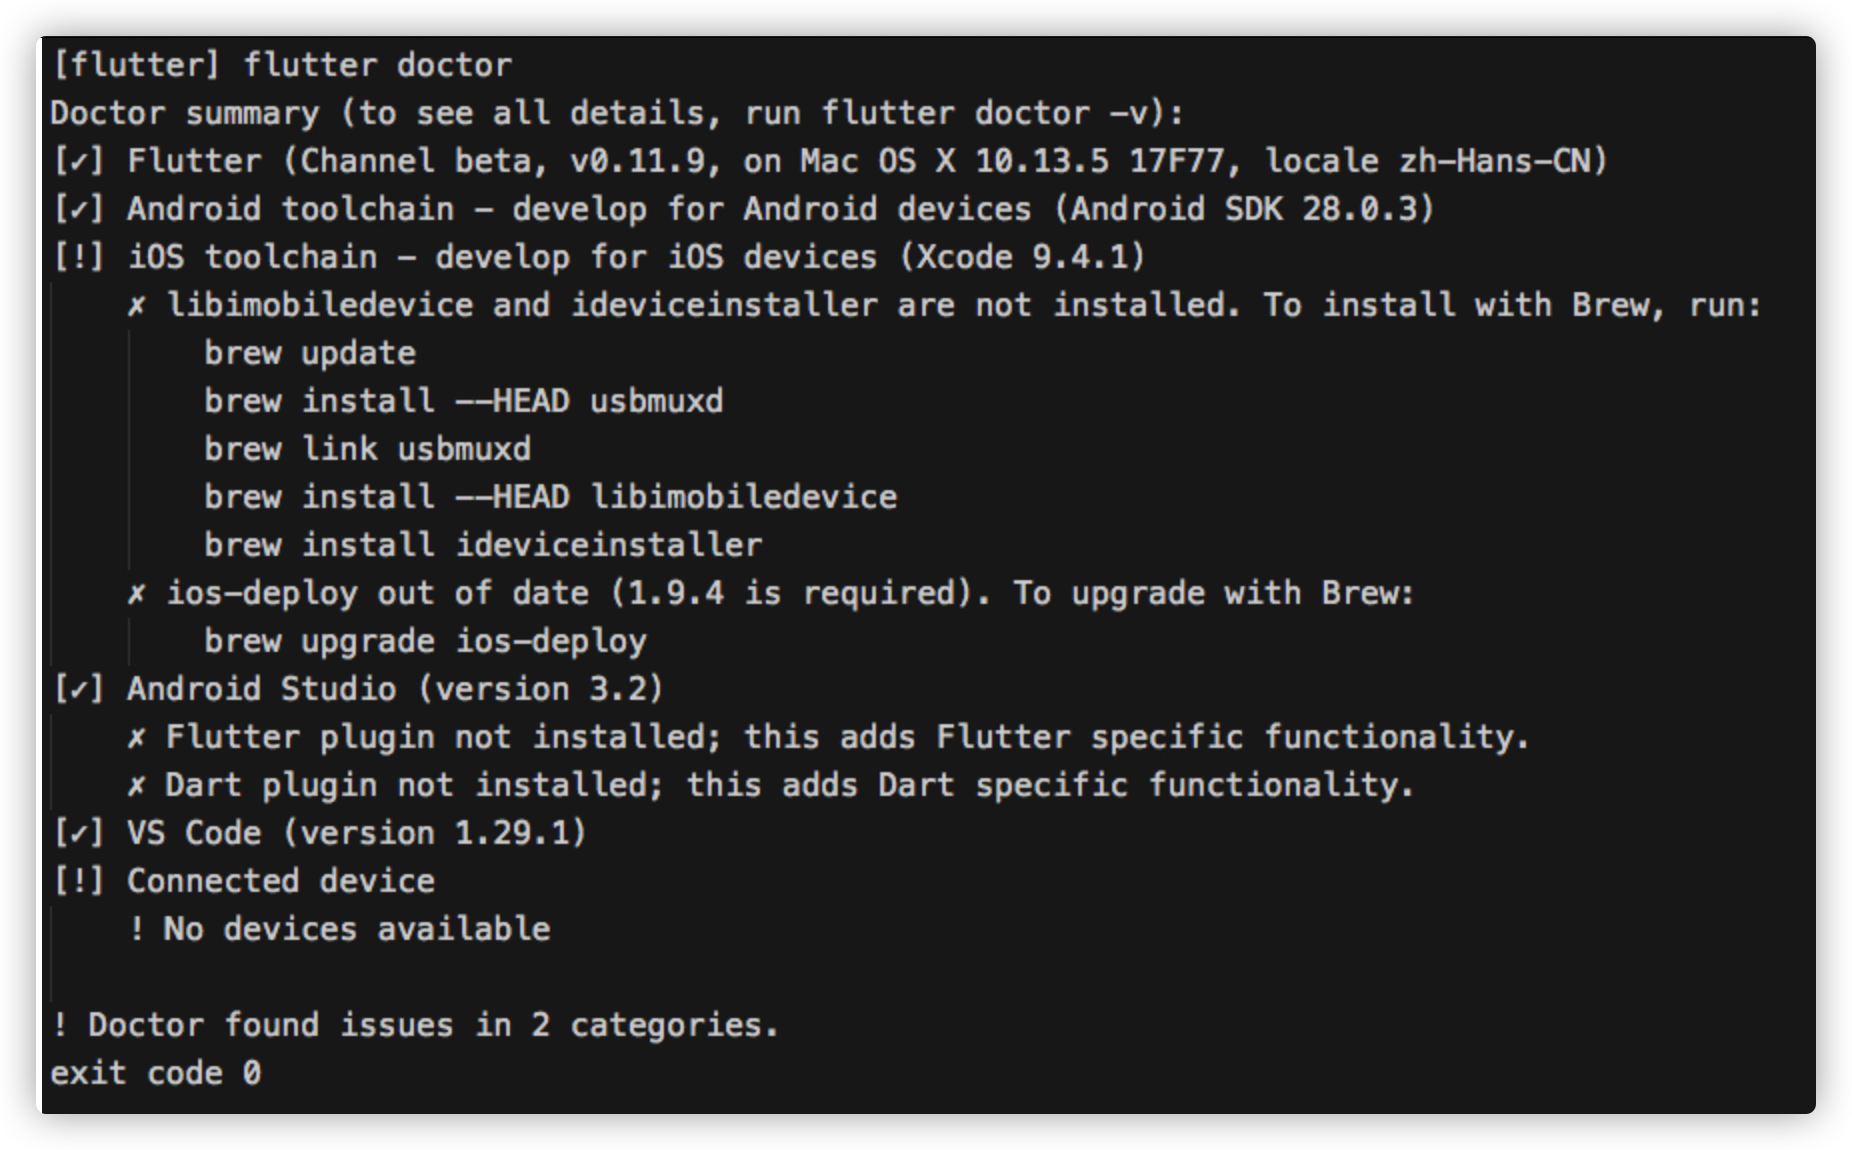 [flutter] flutter doctor
Doctor summary (to see all details, run flutter doctor -v):
[✓] Flutter (Channel beta, v0.11.9, on Mac OS X 10.13.5 17F77, locale zh-Hans-CN)
[✓] Android toolchain - develop for Android devices (Android SDK 28.0.3)
[!] iOS toolchain - develop for iOS devices (Xcode 9.4.1)
    ✗ libimobiledevice and ideviceinstaller are not installed. To install with Brew, run:
        brew update
        brew install --HEAD usbmuxd
        brew link usbmuxd
        brew install --HEAD libimobiledevice
        brew install ideviceinstaller
    ✗ ios-deploy out of date (1.9.4 is required). To upgrade with Brew:
        brew upgrade ios-deploy
[✓] Android Studio (version 3.2)
    ✗ Flutter plugin not installed; this adds Flutter specific functionality.
    ✗ Dart plugin not installed; this adds Dart specific functionality.
[✓] VS Code (version 1.29.1)
[!] Connected device
    ! No devices available
! Doctor found issues in 2 categories.
exit code 0